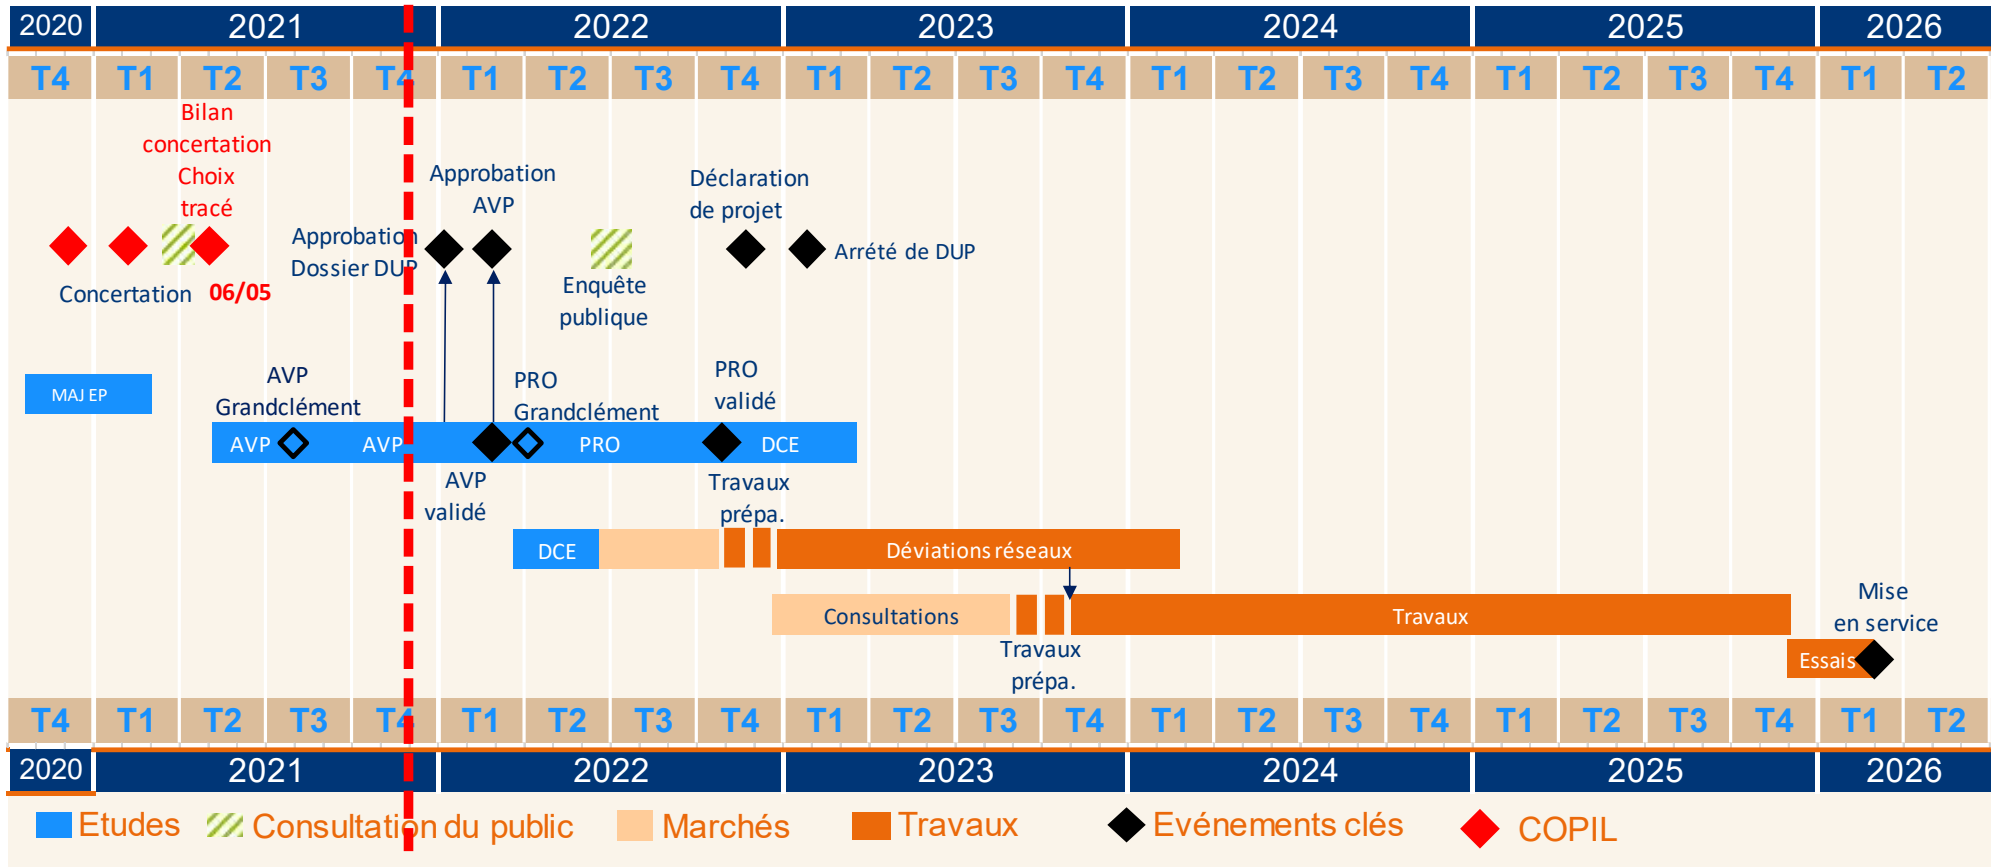 2020 2021 2022 2023 2024 2025 2026
T4 T1 T2 T3 T4 T1 T2 T3 T4 T1 T2 T3 T4 T1 T2 T3 T4 T1 T2 T3 T4 T1 T2
Bilan
concertation
Choix
tracé
Approbation
AVP
Déclaration
de projet
Approbation
Dossier DUP
Arrété de DUP
Concertation 06/05
Enquête
publique
MAJ EP
AVP
Grandclément
PRO
Grandclément
PRO
validé
AVP AVP PRO DCE
AVP
validé
Travaux
prépa.
DCE Déviations réseaux
Consultations Travaux
Travaux
prépa.
Mise
en service
Essais
T4 T1 T2 T3 T4 T1 T2 T3 T4 T1 T2 T3 T4 T1 T2 T3 T4 T1 T2 T3 T4 T1 T2
2020 2021 2022 2023 2024 2025 2026
Etudes Consultation du public Marchés Travaux Evénements clés COPIL